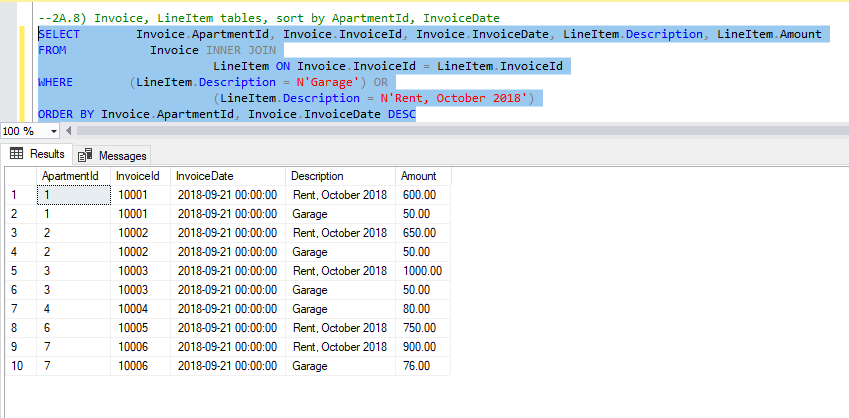 --2A.8) Invoice, LineItem tables, sort by ApartmentId, InvoiceDate
SELECT Invoice.ApartmentId, Invoice.InvoiceId, Invoice.InvoiceDate, LineItem.Description, LineItem.Amount
FROM Invoice INNER JOIN
LineItem ON Invoice.InvoiceId = LineItem.InvoiceId
WHERE (LineItem.Description = N'Garage') OR
(LineItem.Description = N'Rent, October 2018')
ORDER BY Invoice.ApartmentId, Invoice.InvoiceDate DESC
100 %
Results Messages
ApartmentId InvoiceId InvoiceDate Description Amount
1 1 10001 2018-09-21 00:00:00 Rent, October 2018 600.00
2 1 10001 2018-09-21 00:00:00 Garage 50.00
3 2 10002 2018-09-21 00:00:00 Rent, October 2018 650.00
4 2 10002 2018-09-21 00:00:00 Garage 50.00
5 3 10003 2018-09-21 00:00:00 Rent, October 2018 1000.00
6 3 10003 2018-09-21 00:00:00 Garage 50.00
7 4 10004 2018-09-21 00:00:00 Garage 80.00
8 6 10005 2018-09-21 00:00:00 Rent, October 2018 750.00
9 7 10006 2018-09-21 00:00:00 Rent, October 2018 900.00
10 7 10006 2018-09-21 00:00:00 Garage 76.00